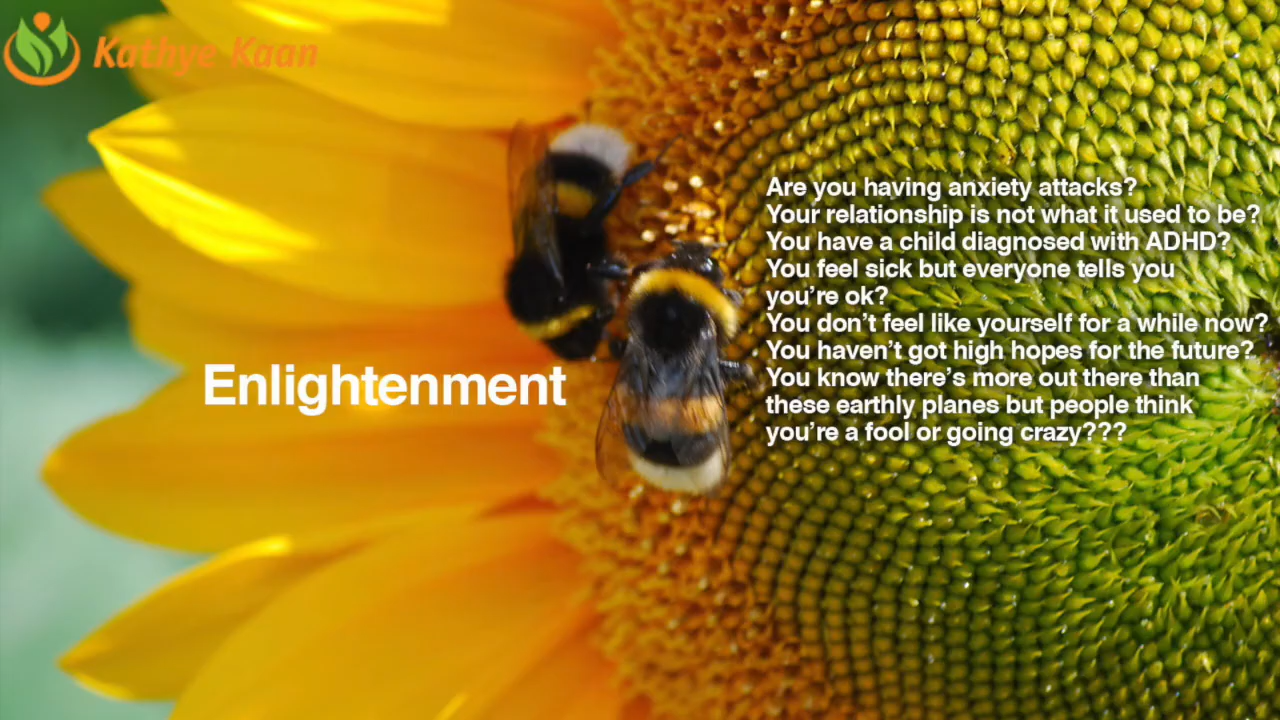 Kathye Kaan
Are you having anxiety attacks?
Your relationship is not what it used to be?
You have a child diagnosed with ADHD?
You feel sick but everyone tells you
you’re ok?
You don’t feel like yourself for a while now?
You haven’t got high hopes for the future?
You know there’s more out there than
these earthly planes but people think
you’re a fool or going crazy???
Enlightenment